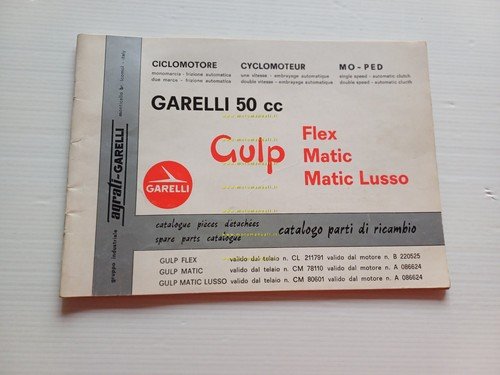 CICLOMOTORE
monomarcia - frizione automatica
due marce - frizione automatica
CYCLOMOTEUR
une vitesse - embrayage automatique
double vitesse - embrayage automatique
MO-PED
single speed - automatic clutch
double speed - automatic clucth
GARELLI 50 cc
Gulp
Flex
Matic
Matic Lusso
GARELLI
catalogue pieces detachées
spare parts catalogue
catalogo parti di ricambio
GULP FLEX valido dal telaio n. CL 211791 valido dal motore n. B 220525
GULP MATIC valido dal telaio n. CM 78110 valido dal motore n. A 086624
GULP MATIC LUSSO valido dal telaio n. CM 80601 valido dal motore n. A 086624
gruppo industriale agrati-GARELLI